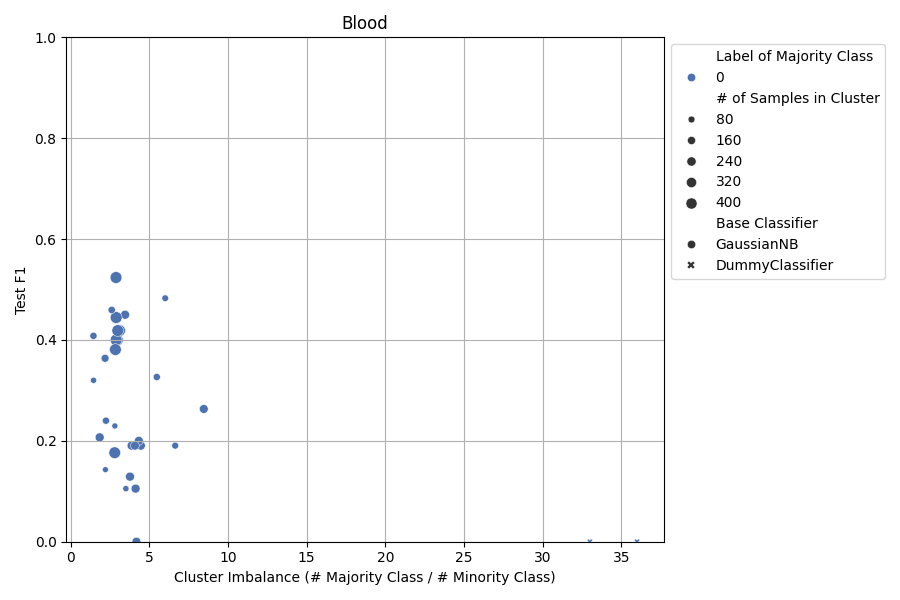 Blood
1.0
0.8
0.6
0.4
0.2
0.0
Test F1
0 5 10 15 20 25 30 35
Cluster Imbalance (# Majority Class / # Minority Class)
Label of Majority Class
0
# of Samples in Cluster
80
160
240
320
400
Base Classifier
GaussianNB
DummyClassifier